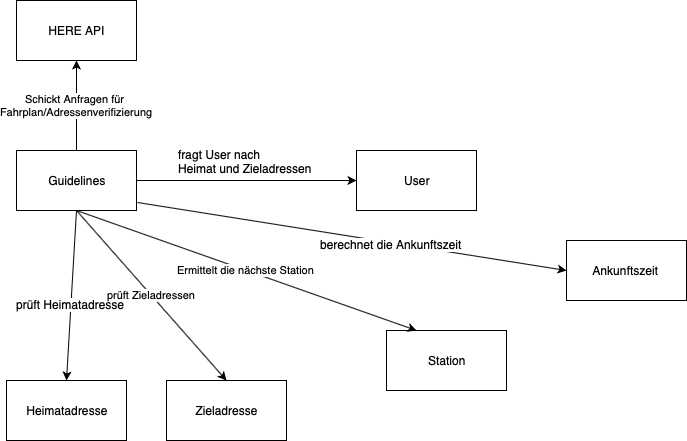 HERE API
Schickt Anfragen für
Fahrplan/Adressenverifizierung
fragt User nach
Heimat und Zieladressen
Guidelines
User
berechnet die Ankunftszeit
Ermittelt die nächste Station
Ankunftszeit
prüft Zieladressen
prüft Heimatadresse
Station
Heimatadresse
Zieladresse